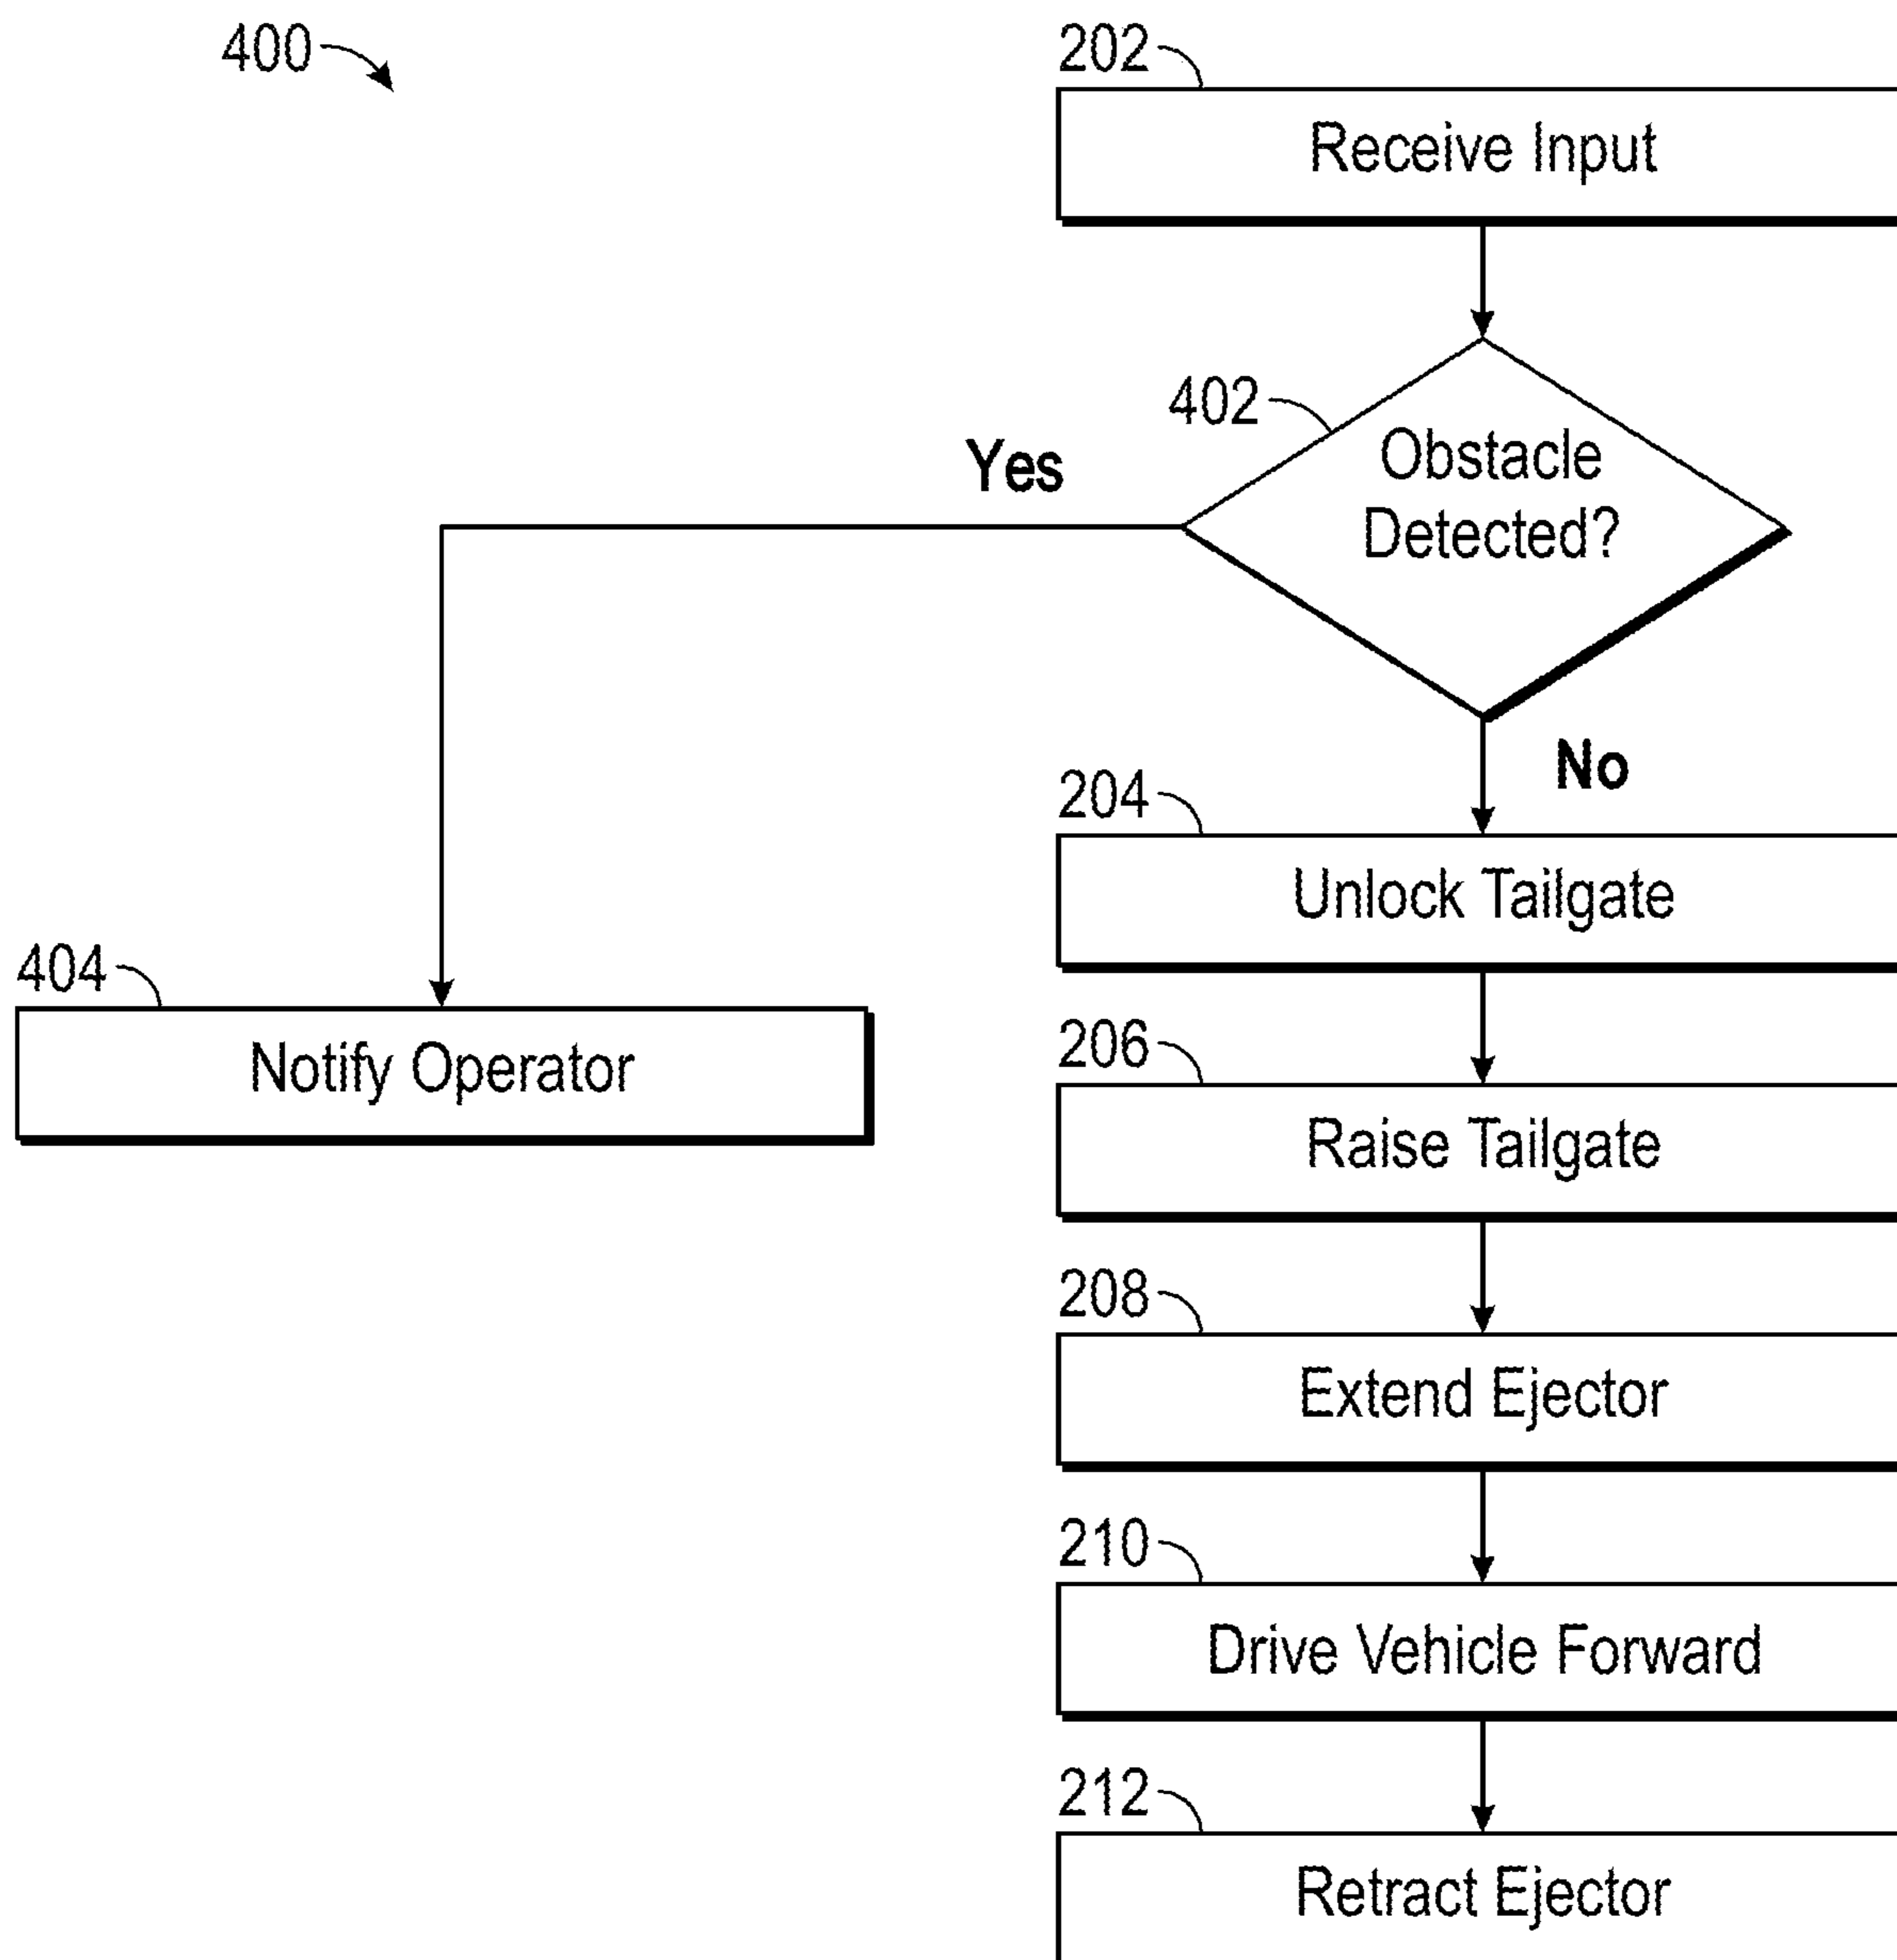 400
202
Receive Input
402
Obstacle
Detected?
Yes
No
204
Unlock Tailgate
404
Notify Operator
206
Raise Tailgate
208
Extend Ejector
210
Drive Vehicle Forward
212
Retract Ejector